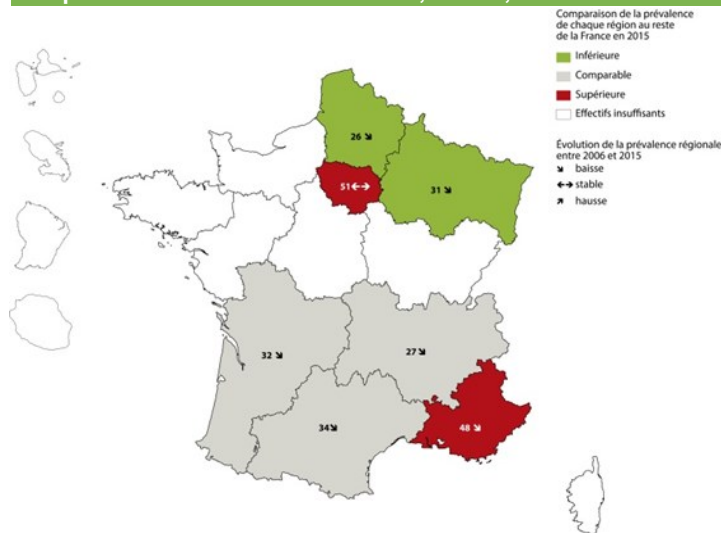 Comparaison de la prévalence
de chaque région au reste
de la France en 2015
Inférieure
Comparable
Supérieure
Effectifs insuffisants
Évolution de la prévalence régionale
entre 2006 et 2015
↘ baisse
↔ stable
↗ hausse
26 ↘
51 ↔
31 ↘
32 ↘
27 ↘
34 ↘
48 ↘